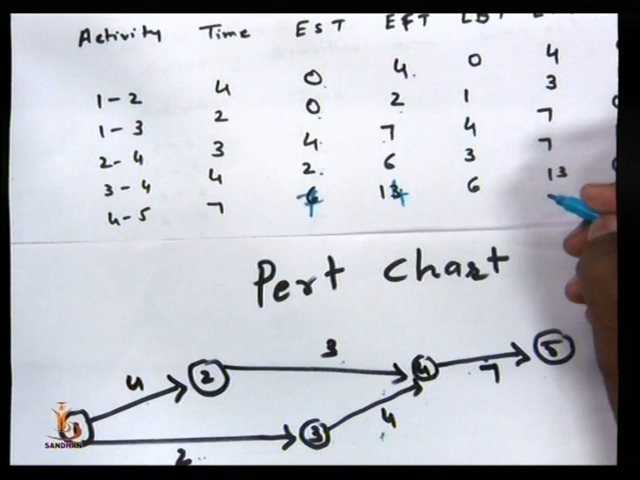 Activity Time EST EFT LST
1-2 4 0 4 0 4
1-3 2 0 2 1 3
2-4 3 4 7 4 7
3-4 4 2 6 3 7
4-5 7 6 13
Pert Chart
3
2 4 5
4 7
4
1 3
SANDHAN
2